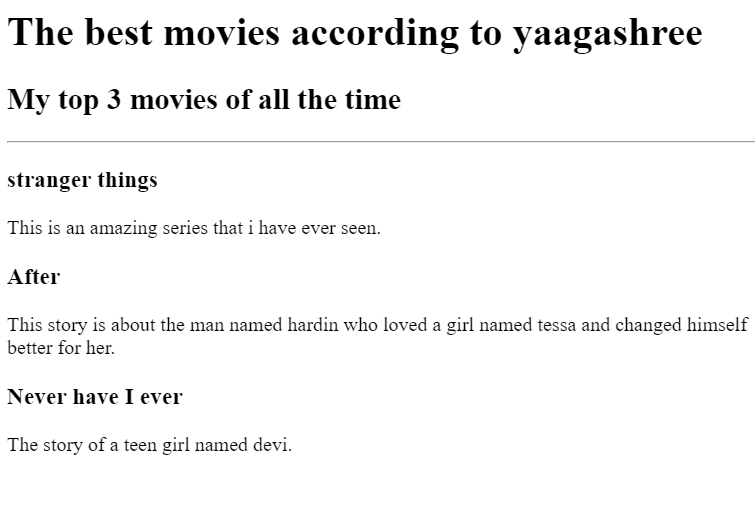 The best movies according to yaagashree
My top 3 movies of all the time
stranger things
This is an amazing series that i have ever seen.
After
This story is about the man named hardin who loved a girl named tessa and changed himself
better for her.
Never have I ever
The story of a teen girl named devi.